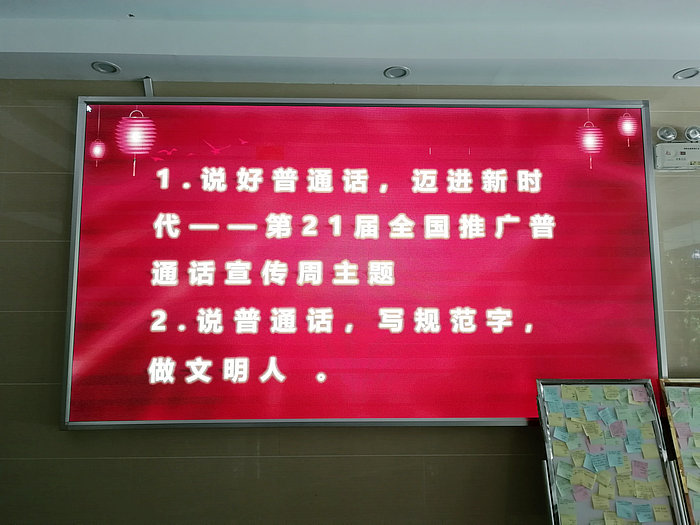 1.说好普通话，迈进新时
代——第21届全国推广普
通话宣传周主题
2.说普通话，写规范字，
做文明人 。